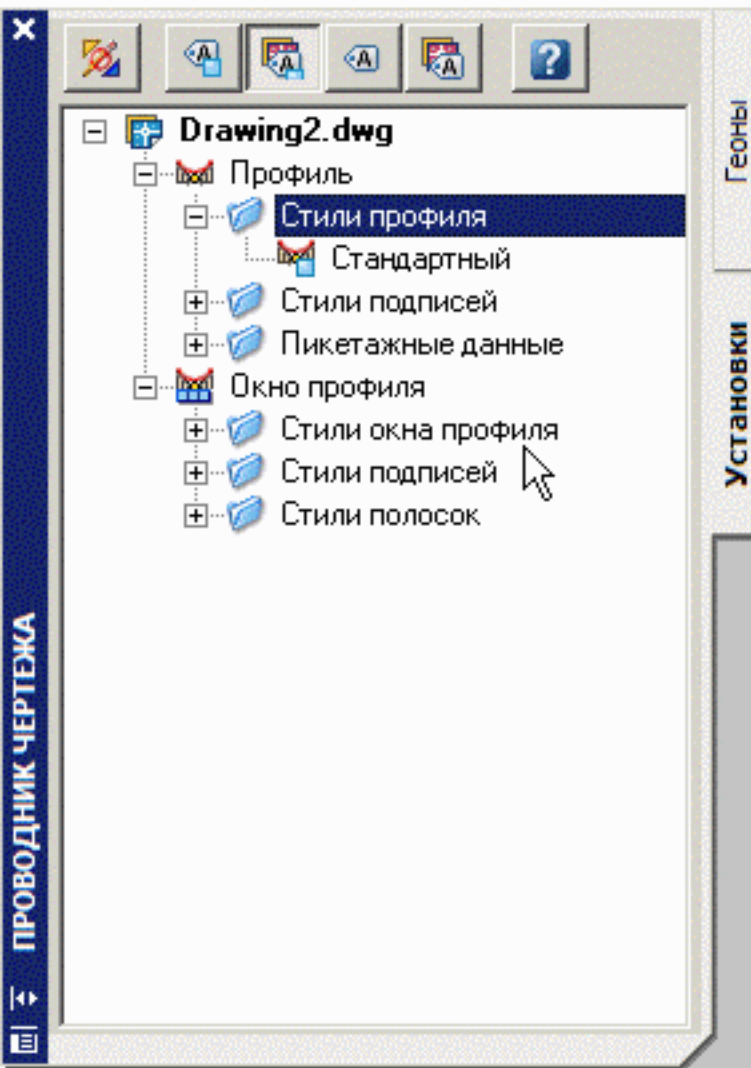 Drawing2.dwg
Профиль
Стили профиля
Стандартный
Стили подписей
Пикетажные данные
Окно профиля
Стили окна профиля
Стили подписей
Стили полосок
Геоны
Установки
ПРОВОДНИК ЧЕРТЕЖА